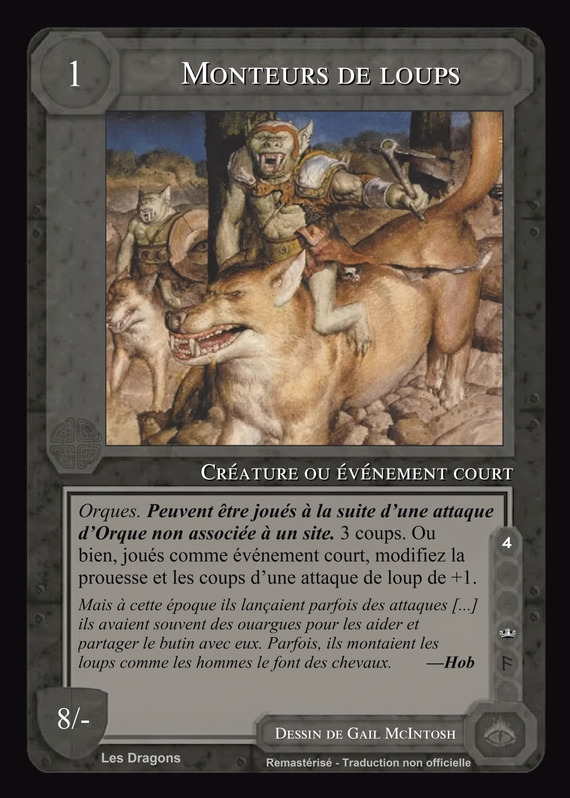 1
Monteurs de loups
Créature ou événement court
Orques. Peuvent être joués à la suite d'une attaque
d'Orque non associée à un site. 3 coups. Ou
bien, joués comme événement court, modifiez la
prouesse et les coups d'une attaque de loup de +1.
4
Mais à cette époque ils lançaient parfois des attaques [...]
ils avaient souvent des ouargues pour les aider et
partager le butin avec eux. Parfois, ils montaient les
loups comme les hommes le font des chevaux. —Hob
8/-
Dessin de Gail McIntosh
Les Dragons
Remastérisé - Traduction non officielle